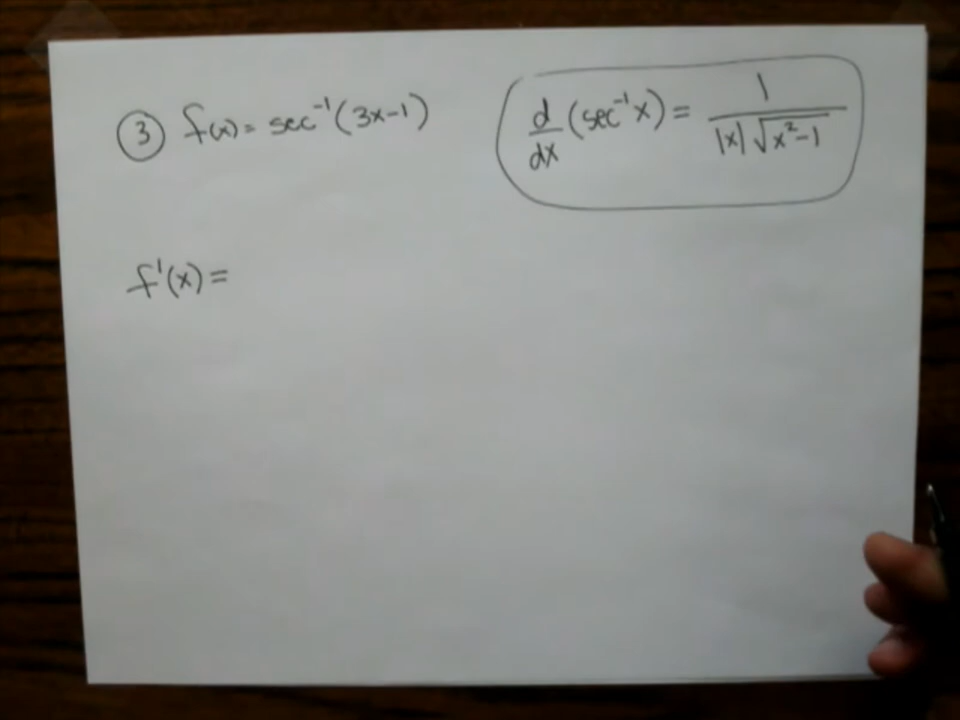 ③ f(x) = sec⁻¹(3x-1)
d/dx (sec⁻¹x) = 1/(|x|√(x²-1))
f'(x) =